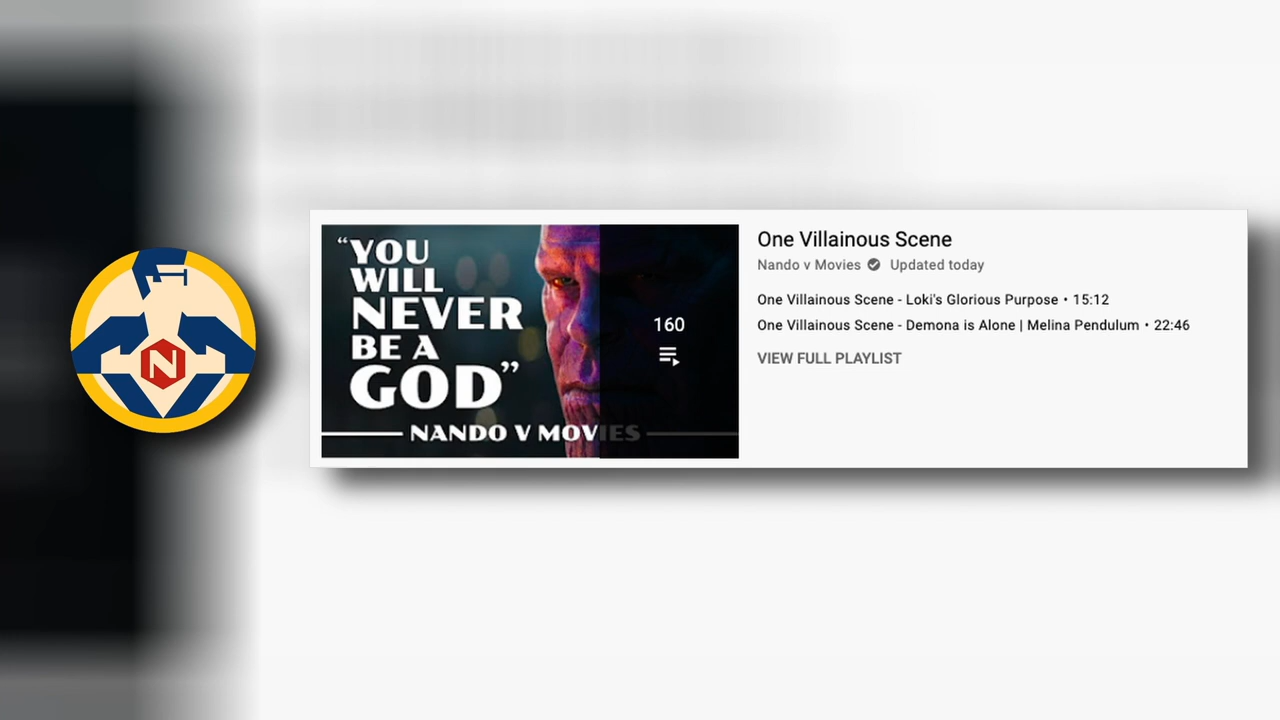 N
“YOU
WILL
NEVER
BE A
GOD”
NANDO V MOVIES
160
One Villainous Scene
Nando v Movies Updated today
One Villainous Scene - Loki's Glorious Purpose • 15:12
One Villainous Scene - Demona is Alone | Melina Pendulum • 22:46
VIEW FULL PLAYLIST